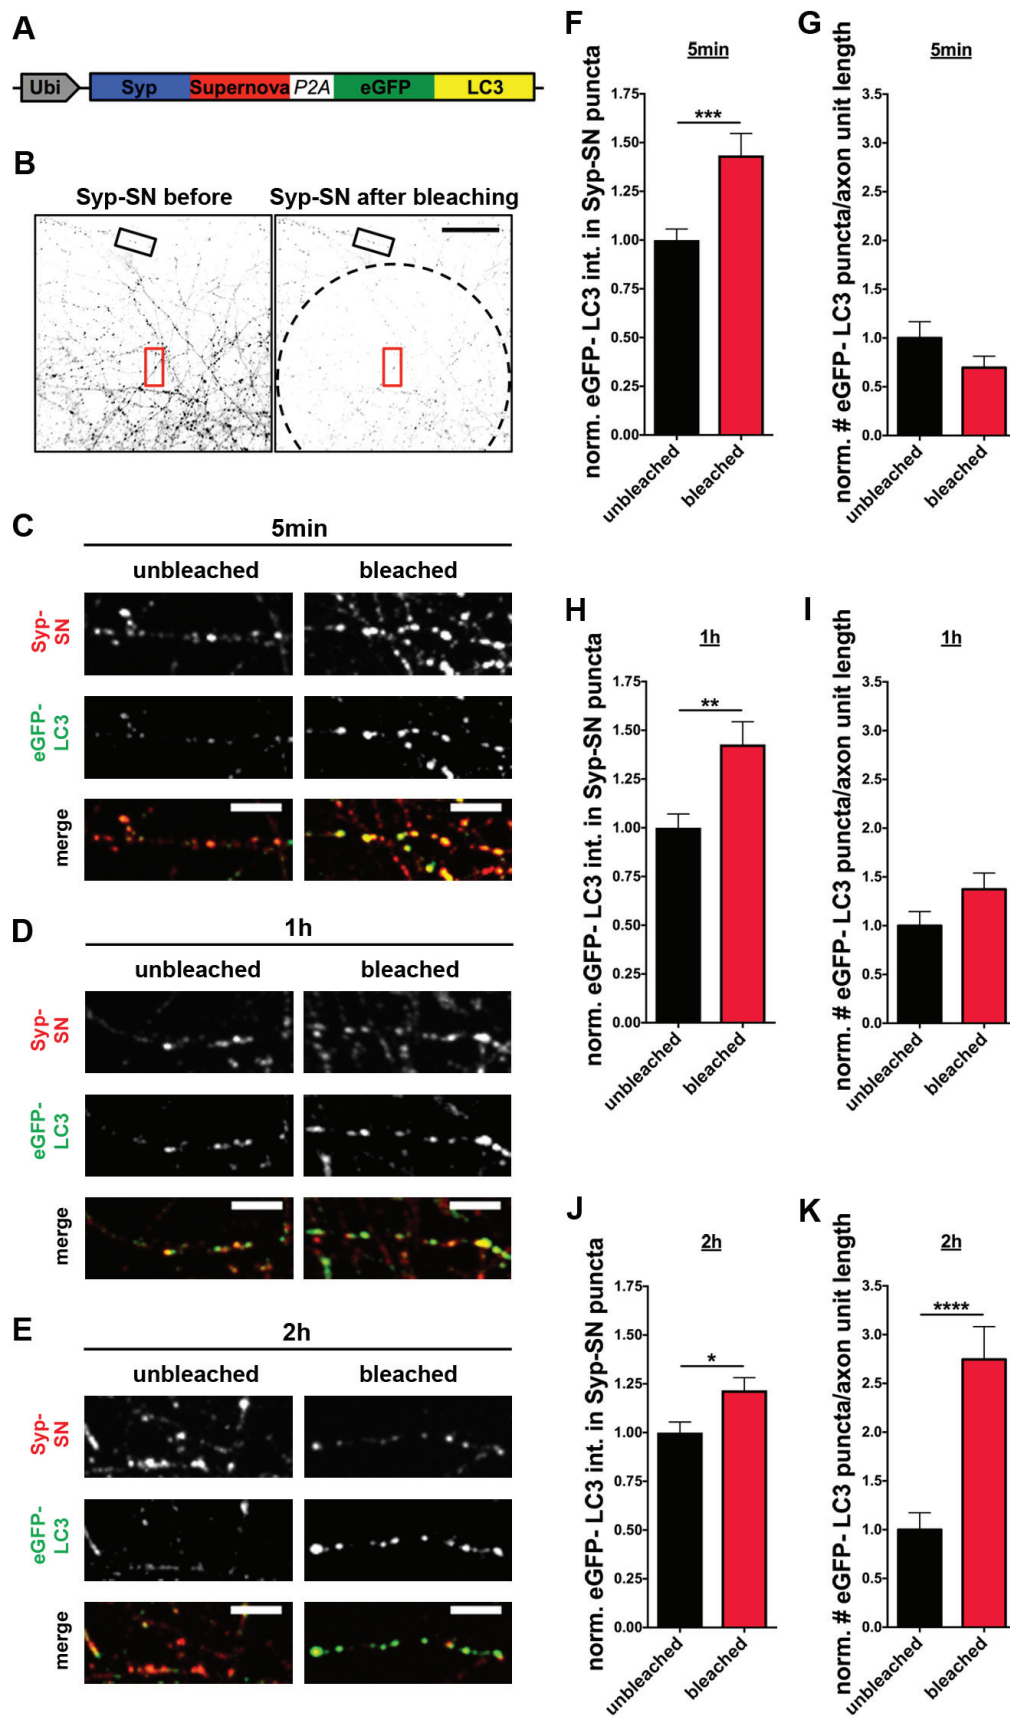 A
Ubi Syp Supernova P2A eGFP LC3
B
Syp-SN before Syp-SN after bleaching
C
5min
unbleached bleached
Syp-
SN
eGFP-
LC3
merge
D
1h
unbleached bleached
Syp-
SN
eGFP-
LC3
merge
E
2h
unbleached bleached
Syp-
SN
eGFP-
LC3
merge
F
5min
norm. eGFP- LC3 int. in Syp-SN puncta
1.75
1.50
1.25
1.00
0.75
0.50
0.25
0.00
***
unbleached
bleached
G
5min
norm. # eGFP- LC3 puncta/axon unit length
3.5
3.0
2.5
2.0
1.5
1.0
0.5
0.0
unbleached
bleached
H
1h
norm. eGFP- LC3 int. in Syp-SN puncta
1.75
1.50
1.25
1.00
0.75
0.50
0.25
0.00
**
unbleached
bleached
I
1h
norm. # eGFP- LC3 puncta/axon unit length
3.5
3.0
2.5
2.0
1.5
1.0
0.5
0.0
unbleached
bleached
J
2h
norm. eGFP- LC3 int. in Syp-SN puncta
1.75
1.50
1.25
1.00
0.75
0.50
0.25
0.00
*
unbleached
bleached
K
2h
norm. # eGFP- LC3 puncta/axon unit length
3.5
3.0
2.5
2.0
1.5
1.0
0.5
0.0
****
unbleached
bleached